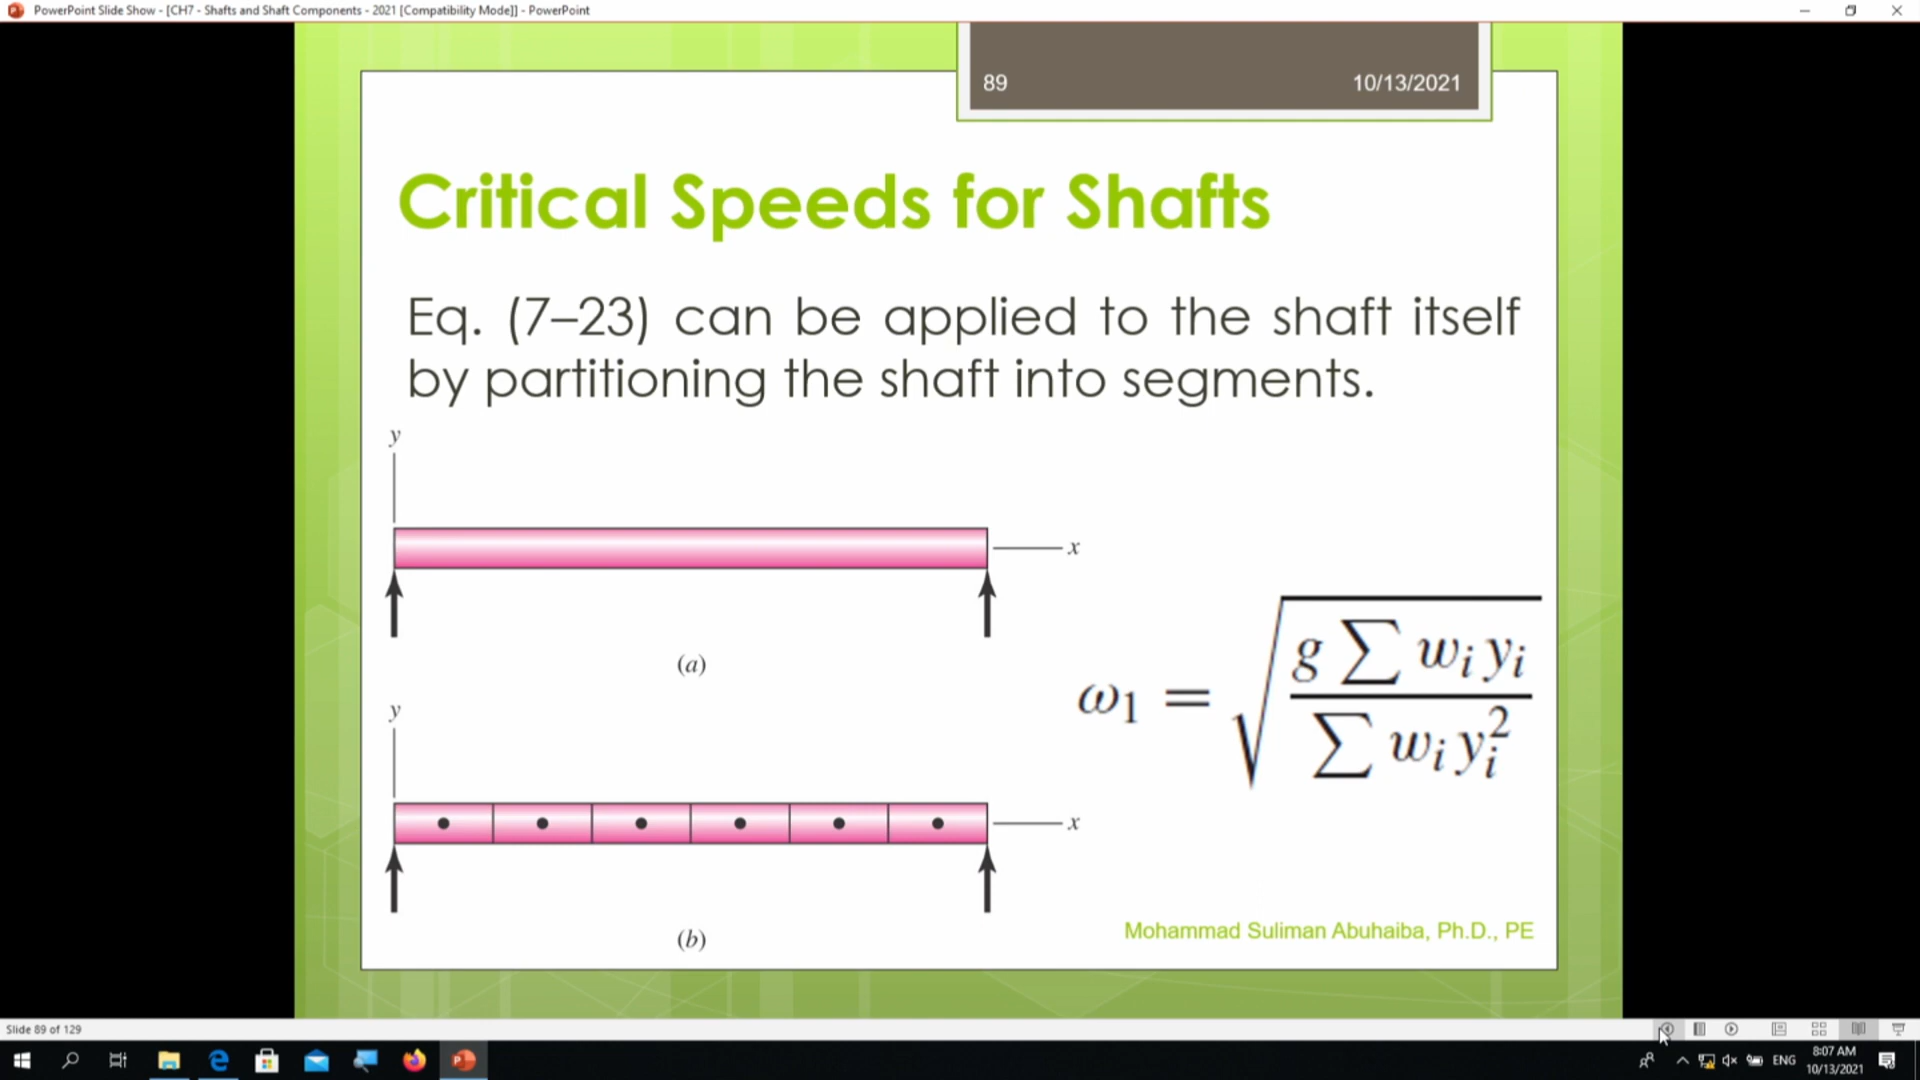 PowerPoint Slide Show - [CH7 - Shafts and Shaft Components - 2021 [Compatibility Mode]] - PowerPoint
89 10/13/2021
Critical Speeds for Shafts
Eq. (7–23) can be applied to the shaft itself
by partitioning the shaft into segments.
y
x
(a)
ω₁ = √(g ∑ wᵢ yᵢ / ∑ wᵢ yᵢ²)
y
x
(b)
Mohammad Suliman Abuhaiba, Ph.D., PE
Slide 89 of 129
ENG
8:07 AM
10/13/2021